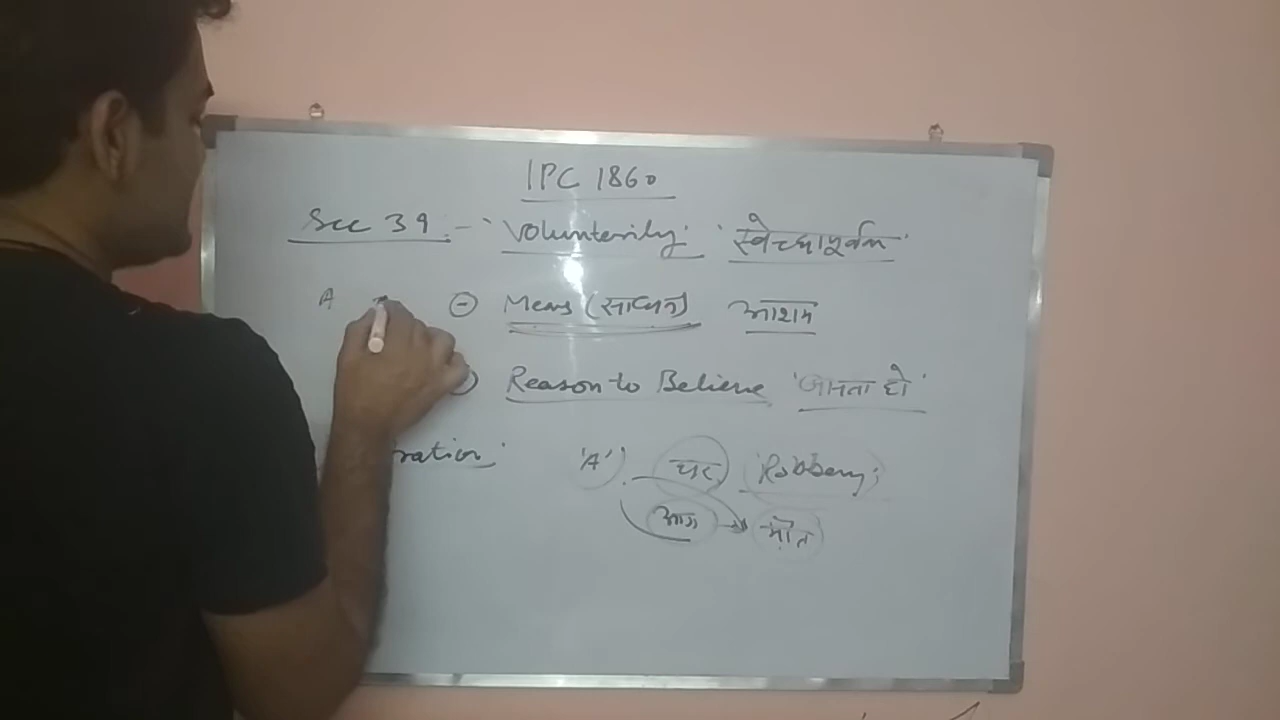 IPC 1860
Sec 39 :- 'Volunterily' 'स्वेच्छापूर्वक'
A - Means (साधन) आशय
Reason to Believe 'जानता हो'
ration' 'A' घर Robbery
आग मौत